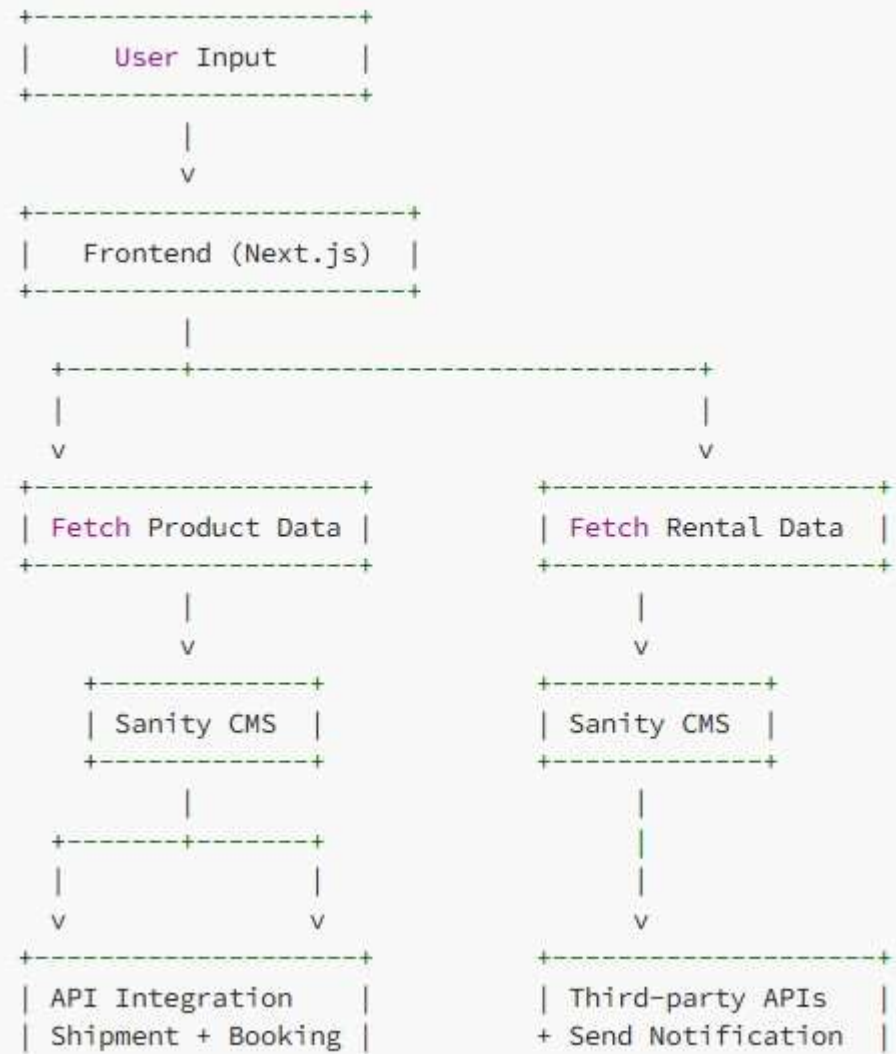 User Input
Frontend (Next.js)
Fetch Product Data
Fetch Rental Data
Sanity CMS
Sanity CMS
API Integration
Third-party APIs
Shipment + Booking
+ Send Notification